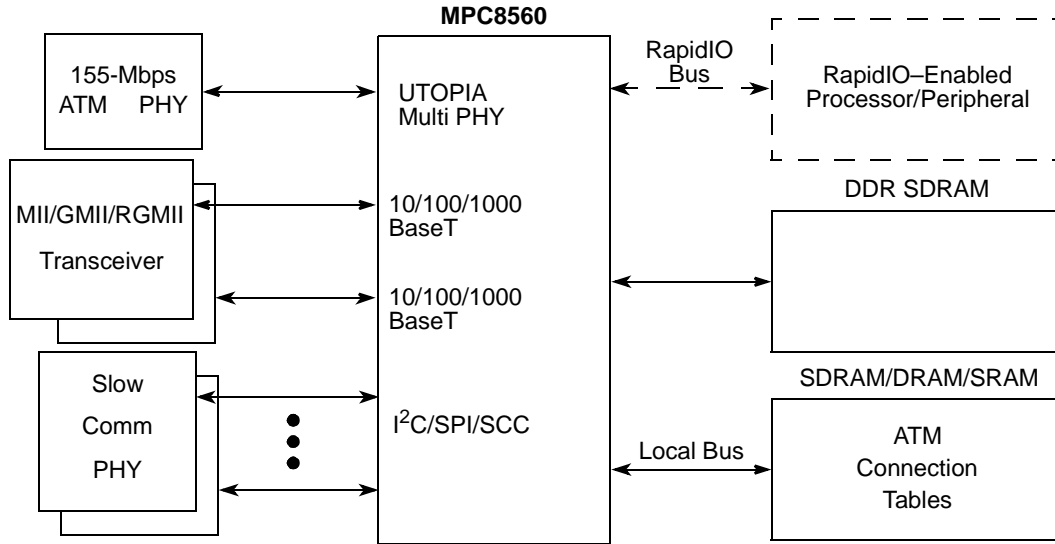 MPC8560
155-Mbps
ATM PHY
UTOPIA
Multi PHY
RapidIO
Bus
RapidIO–Enabled
Processor/Peripheral
MII/GMII/RGMII
Transceiver
10/100/1000
BaseT
DDR SDRAM
10/100/1000
BaseT
Slow
Comm
PHY
I²C/SPI/SCC
SDRAM/DRAM/SRAM
Local Bus
ATM
Connection
Tables